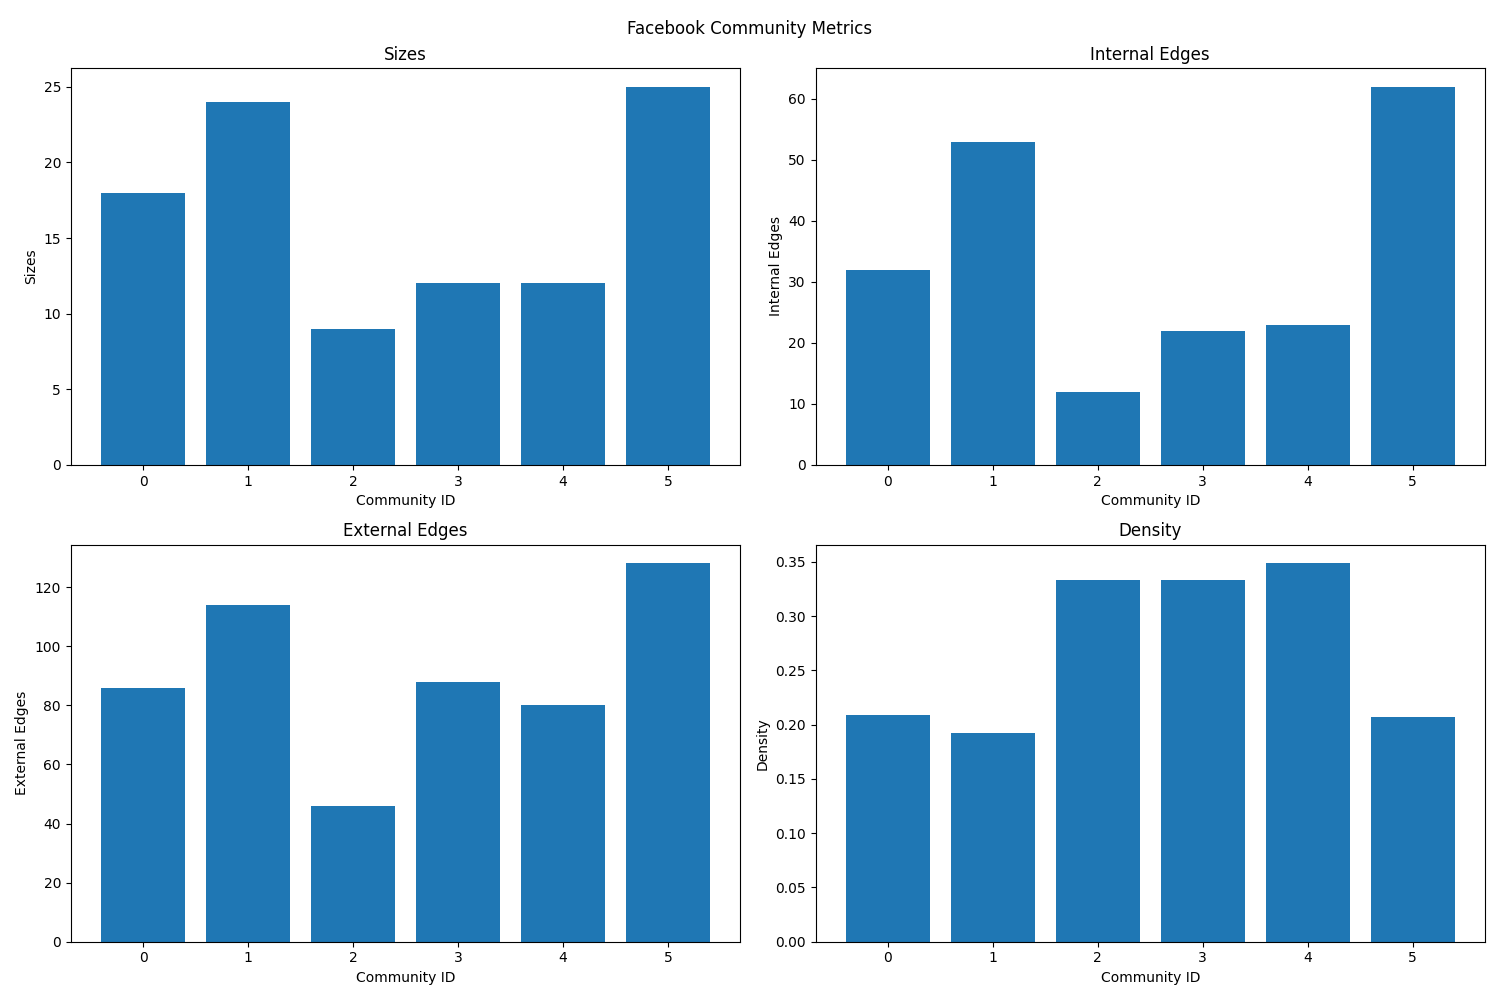 Facebook Community Metrics
Sizes
25
20
15
10
5
0
Sizes
0 1 2 3 4 5
Community ID
Internal Edges
60
50
40
30
20
10
0
Internal Edges
0 1 2 3 4 5
Community ID
External Edges
120
100
80
60
40
20
0
External Edges
0 1 2 3 4 5
Community ID
Density
0.35
0.30
0.25
0.20
0.15
0.10
0.05
0.00
Density
0 1 2 3 4 5
Community ID